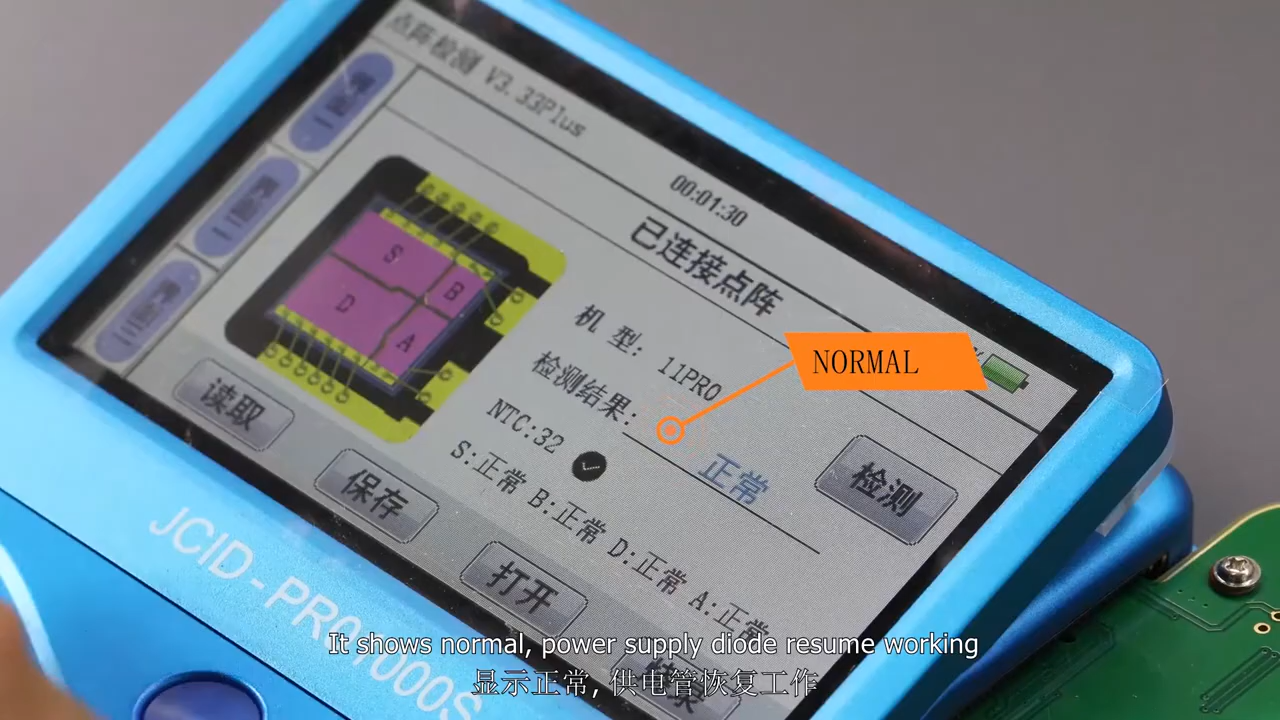 点阵检测 V3.33Plus
00:01:30
已连接点阵
机 型: 11PRO
检测结果:
正常
NORMAL
NTC:32
S:正常 B:正常 D:正常 A:正常
S
B
D
A
检测
读取
保存
打开
JCID-PRO1000S
It shows normal, power supply diode resume working
显示正常, 供电管恢复工作